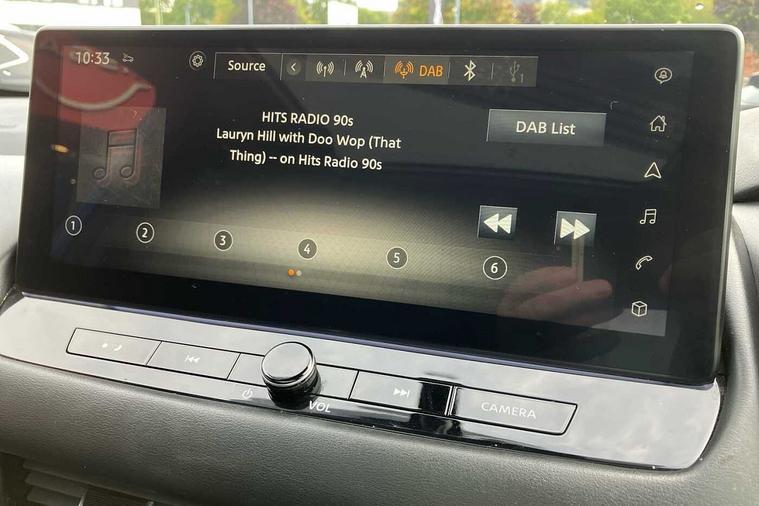 10:33
Source
DAB
1
HITS RADIO 90s
Lauryn Hill with Doo Wop (That
Thing) -- on Hits Radio 90s
DAB List
1
2
3
4
5
6
VOL
CAMERA